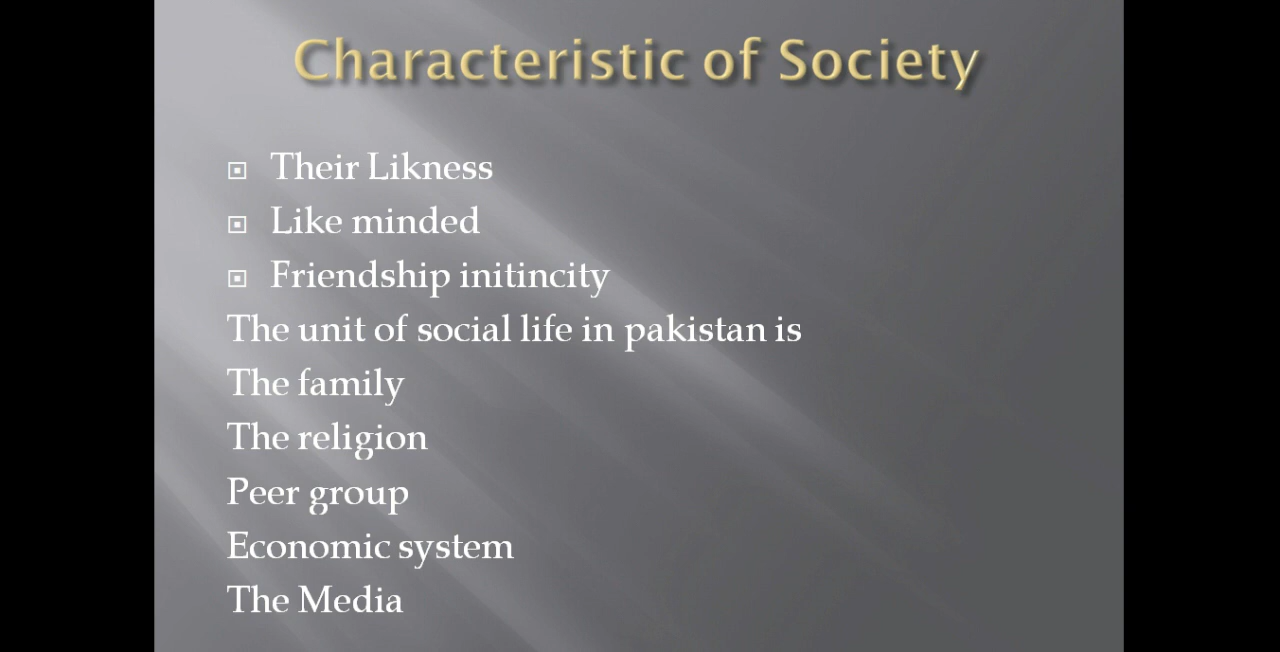 Characteristic of Society
Their Likness
Like minded
Friendship initincity
The unit of social life in pakistan is
The family
The religion
Peer group
Economic system
The Media